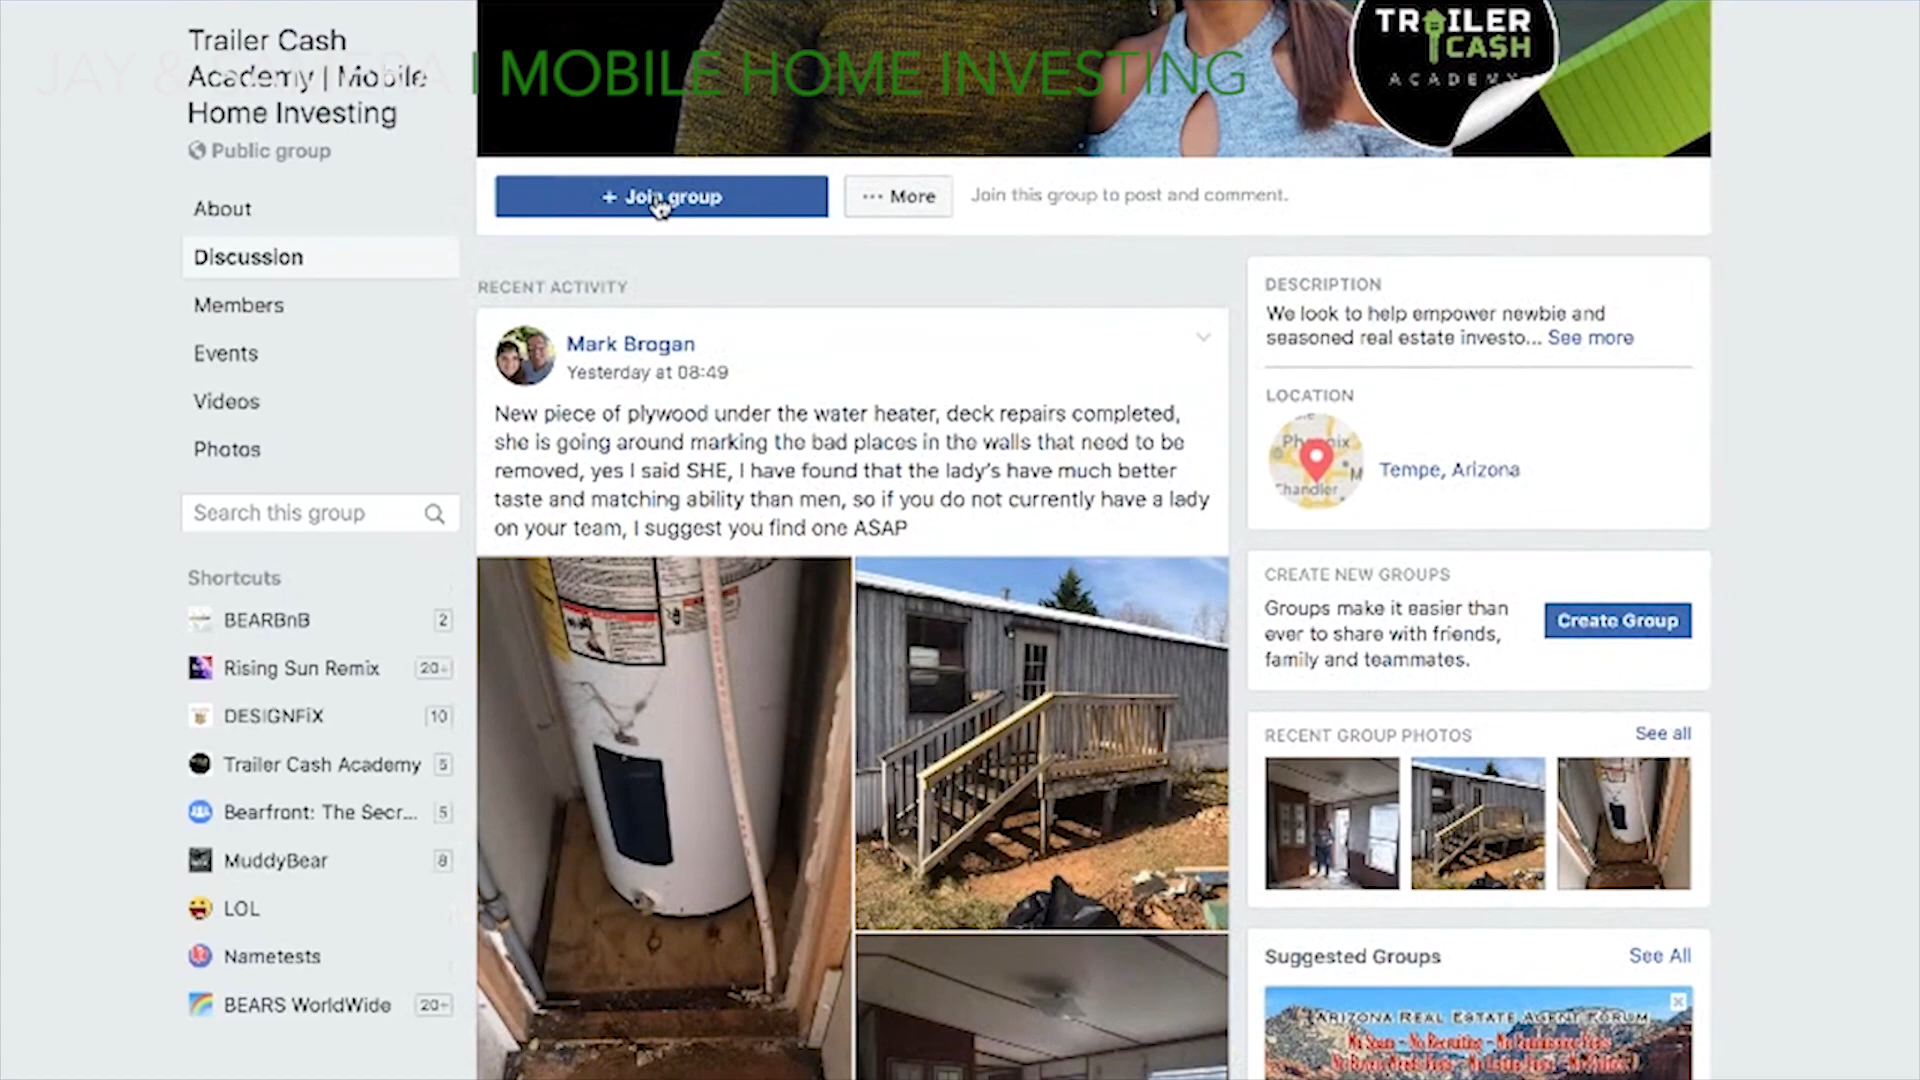 Trailer Cash
Academy | Mobile
Home Investing
Public group
JAY & | MOBILE HOME INVESTING
TRAILER
CA$H
ACADEMY
About
Discussion
Members
Events
Videos
Photos
Search this group
Shortcuts
BEARBnB 2
Rising Sun Remix 20+
DESIGNFiX 10
Trailer Cash Academy 5
Bearfront: The Secr... 5
MuddyBear 8
LOL
Nametests
BEARS WorldWide 20+
+ Join group
··· More
Join this group to post and comment.
RECENT ACTIVITY
Mark Brogan
Yesterday at 08:49
New piece of plywood under the water heater, deck repairs completed,
she is going around marking the bad places in the walls that need to be
removed, yes I said SHE, I have found that the lady's have much better
taste and matching ability than men, so if you do not currently have a lady
on your team, I suggest you find one ASAP
DESCRIPTION
We look to help empower newbie and
seasoned real estate investo... See more
LOCATION
Phoenix
Chandler
Tempe, Arizona
CREATE NEW GROUPS
Groups make it easier than
ever to share with friends,
family and teammates.
Create Group
RECENT GROUP PHOTOS
See all
Suggested Groups
See All
ARIZONA REAL ESTATE AGENT FORUM
No Spam - No Recruiting - No